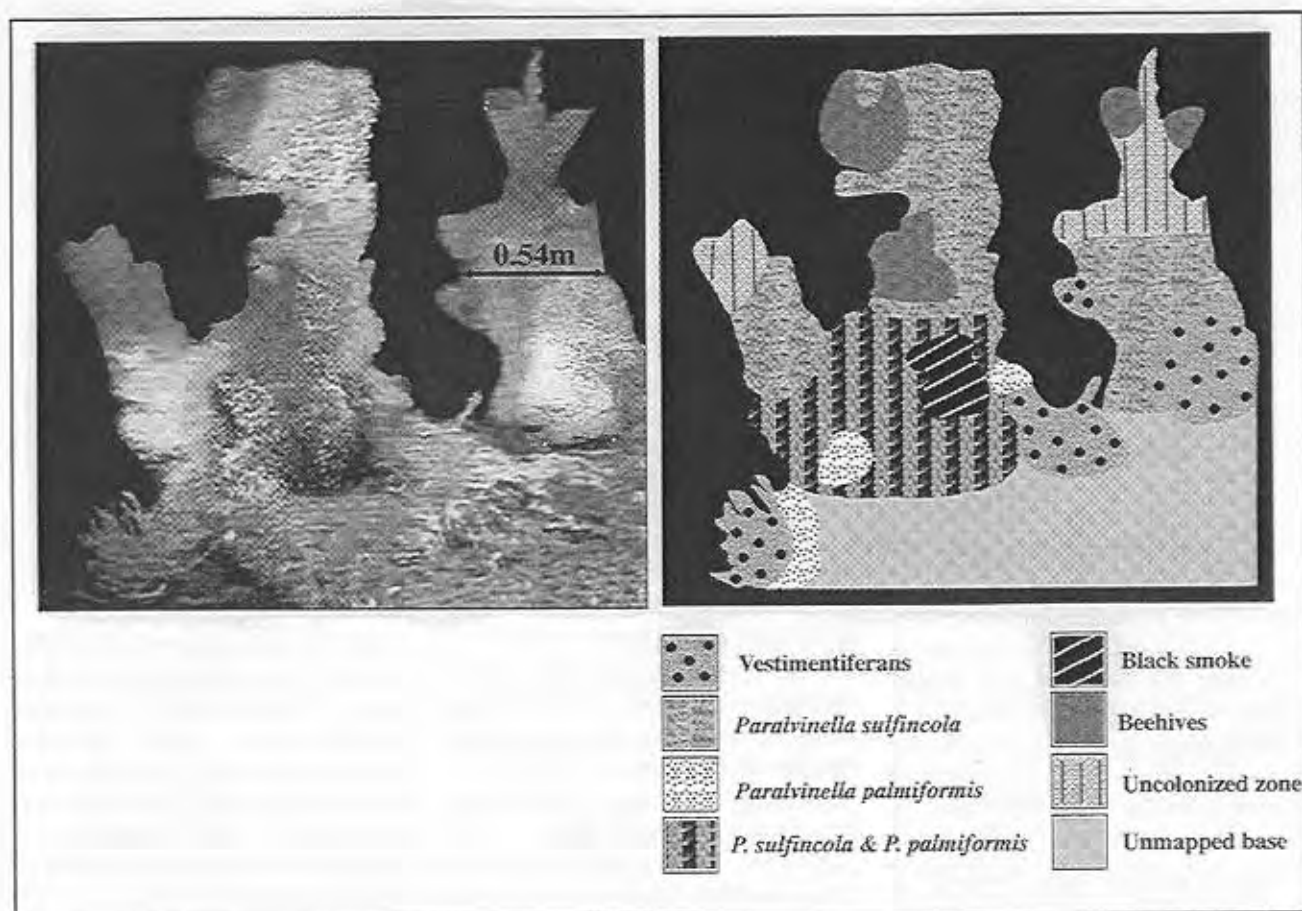 0.54m
Vestimentiferans
Paralvinella sulfincola
Paralvinella palmiformis
P. sulfincola & P. palmiformis
Black smoke
Beehives
Uncolonized zone
Unmapped base